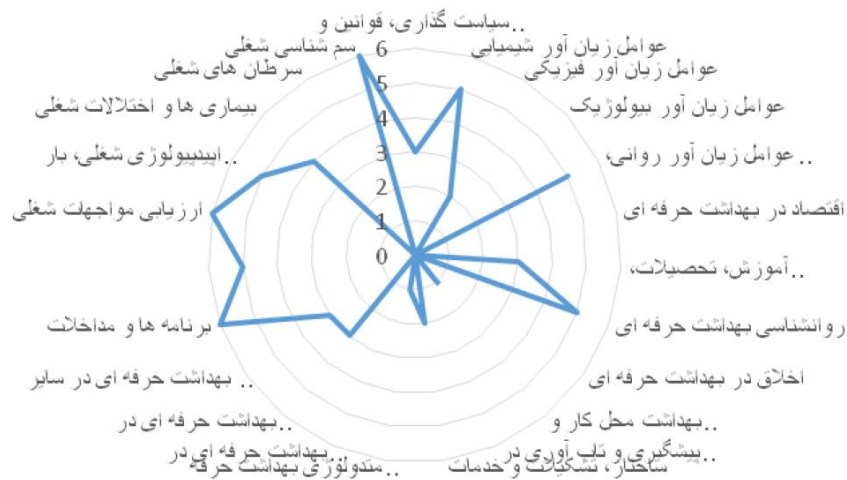 سیاست گذاری، قوانین و..
عوامل زیان آور شیمیایی
عوامل زیان آور فیزیکی
عوامل زیان آور بیولوژیک
عوامل زیان آور روانی،..
اقتصاد در بهداشت حرفه ای
آموزش، تحصیلات،..
روانشناسی بهداشت حرفه ای
اخلاق در بهداشت حرفه ای
بهداشت محل کار و..
پیشگیری و تاب آوری در..
ساختار، تشکیلات و خدمات
متدولوژی بهداشت حرفه..
بهداشت حرفه ای در..
بهداشت حرفه ای در..
بهداشت حرفه ای در سایر..
برنامه ها و مداخلات
ارزیابی مواجهات شغلی
اپیدمیولوژی شغلی، بار..
بیماری ها و اختلالات شغلی
سرطان های شغلی
سم شناسی شغلی
6
5
4
3
2
1
0